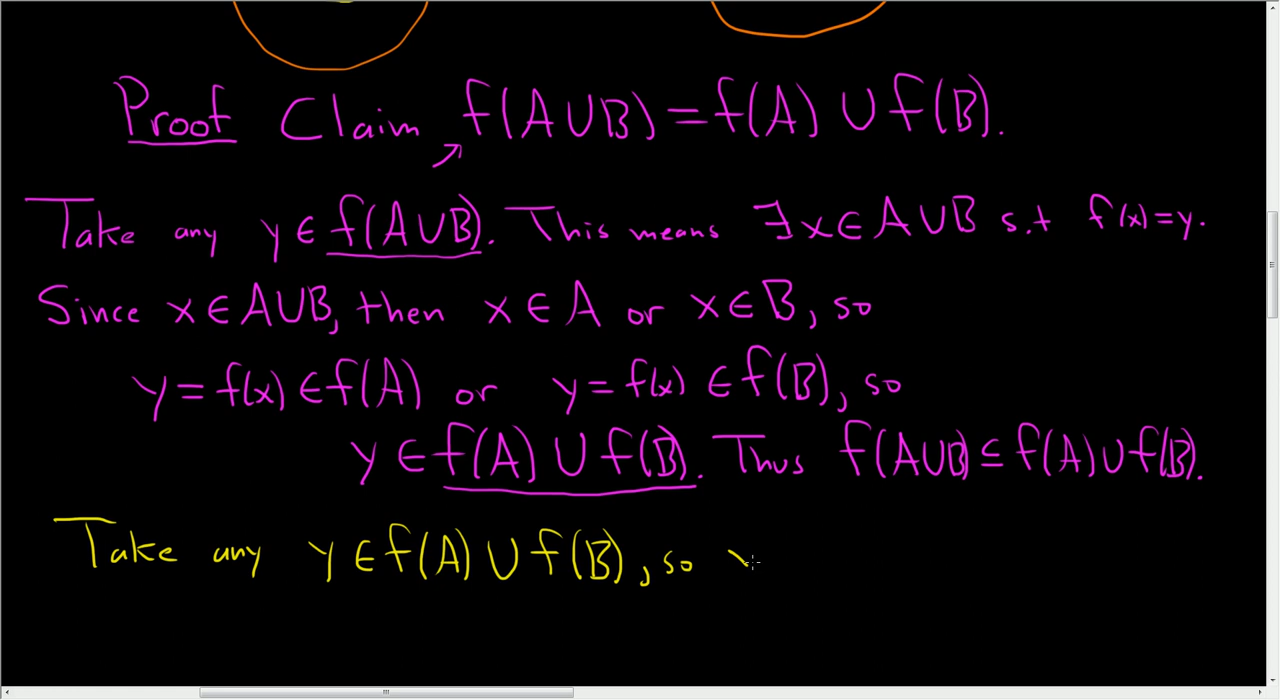 Proof Claim f(A∪B) = f(A) ∪ f(B).
Take any y ∈ f(A∪B). This means ∃ x ∈ A∪B s.t f(x)=y.
Since x ∈ A∪B, then x ∈ A or x ∈ B, so
y = f(x) ∈ f(A) or y = f(x) ∈ f(B), so
y ∈ f(A) ∪ f(B). Thus f(A∪B) ⊆ f(A)∪f(B).
Take any y ∈ f(A) ∪ f(B), so